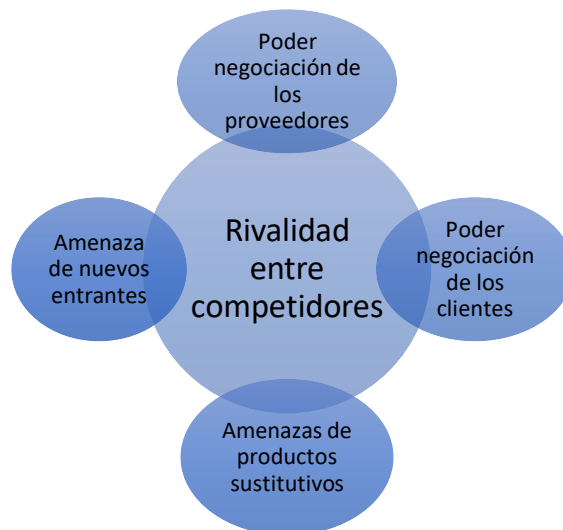 Poder
negociación de
los
proveedores
Amenaza
de nuevos
entrantes
Rivalidad
entre
competidores
Poder
negociación
de los
clientes
Amenazas de
productos
sustitutivos